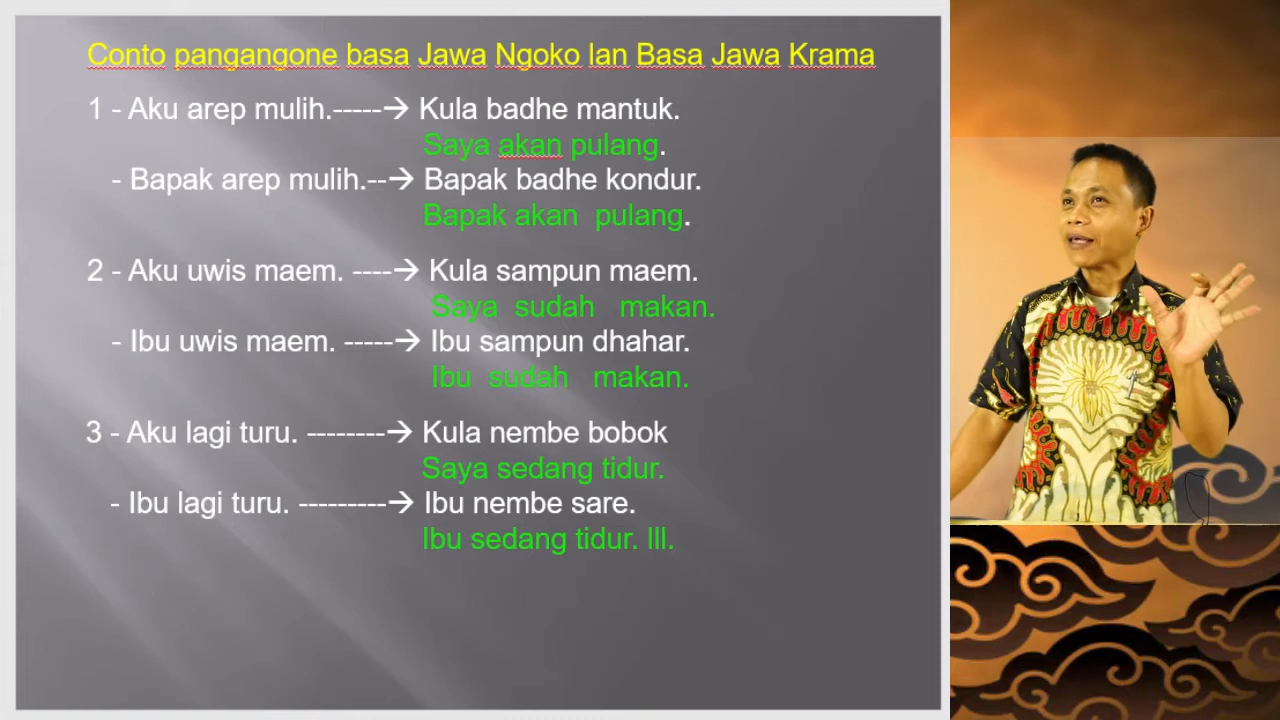 Conto pangangone basa Jawa Ngoko lan Basa Jawa Krama
1 - Aku arep mulih.-----→ Kula badhe mantuk.
Saya akan pulang.
- Bapak arep mulih.--→ Bapak badhe kondur.
Bapak akan pulang.
2 - Aku uwis maem. ----→ Kula sampun maem.
Saya sudah makan.
- Ibu uwis maem. -----→ Ibu sampun dhahar.
Ibu sudah makan.
3 - Aku lagi turu. --------→ Kula nembe bobok
Saya sedang tidur.
- Ibu lagi turu. ---------→ Ibu nembe sare.
Ibu sedang tidur. III.